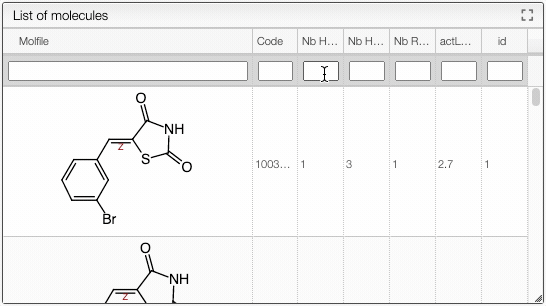 List of molecules
Molfile Code Nb H... Nb H... Nb R... actL... id
O
NH
Z
S
O
1003... 1 3 1 2.7 1
Br
O
NH
Z